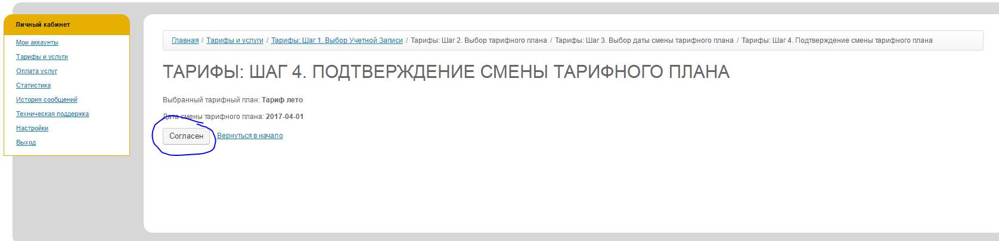 Личный кабинет
Мои аккаунты
Тарифы и услуги
Оплата услуг
Статистика
История сообщений
Техническая поддержка
Настройки
Выход
Главная / Тарифы и услуги / Тарифы: Шаг 1. Выбор Учетной Записи / Тарифы: Шаг 2. Выбор тарифного плана / Тарифы: Шаг 3. Выбор даты смены тарифного плана / Тарифы: Шаг 4. Подтверждение смены тарифного плана
ТАРИФЫ: ШАГ 4. ПОДТВЕРЖДЕНИЕ СМЕНЫ ТАРИФНОГО ПЛАНА
Выбранный тарифный план: Тариф лето
Дата смены тарифного плана: 2017-04-01
Согласен Вернуться в начало